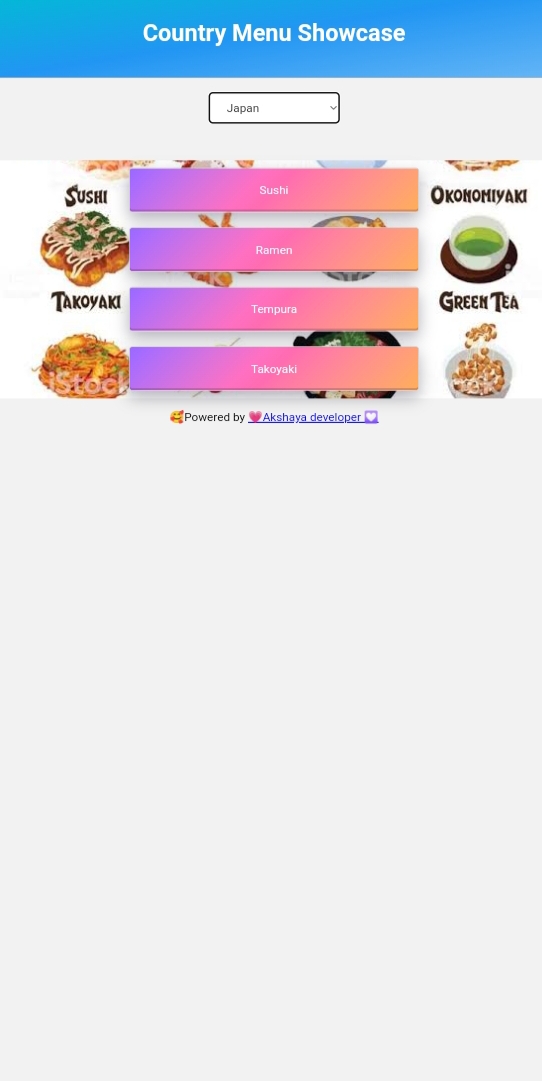 Country Menu Showcase
Japan
Sushi
SUSHI
OKONOMIYAKI
Ramen
TAKOYAKI
Tempura
GREEN TEA
Takoyaki
iStock
🥰Powered by 💗Akshaya developer 💟